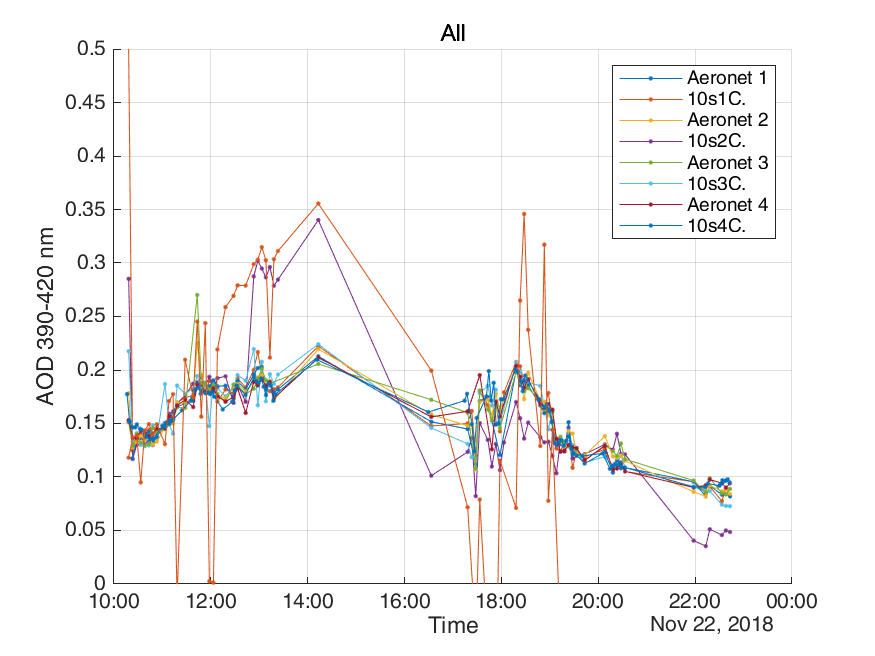 All
0.5
0.45
0.4
0.35
0.3
0.25
0.2
0.15
0.1
0.05
0
AOD 390-420 nm
Aeronet 1
10s1C.
Aeronet 2
10s2C.
Aeronet 3
10s3C.
Aeronet 4
10s4C.
10:00 12:00 14:00 16:00 18:00 20:00 22:00 00:00
Time
Nov 22, 2018